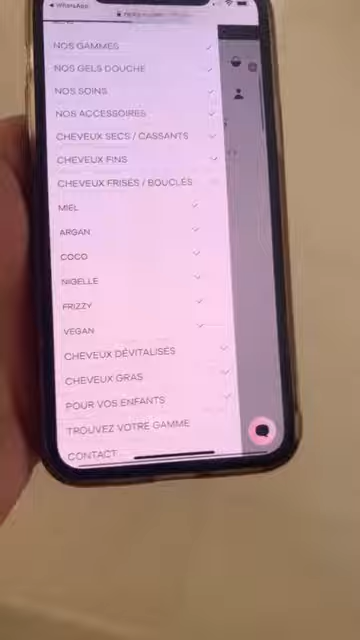 WhatsApp
NOS GAMMES
NOS GELS DOUCHE
NOS SOINS
NOS ACCESSOIRES
CHEVEUX SECS / CASSANTS
CHEVEUX FINS
CHEVEUX FRISÉS / BOUCLÉS
MIEL
ARGAN
COCO
NIGELLE
FRIZZY
VEGAN
CHEVEUX DÉVITALISÉS
CHEVEUX GRAS
POUR VOS ENFANTS
TROUVEZ VOTRE GAMME
CONTACT